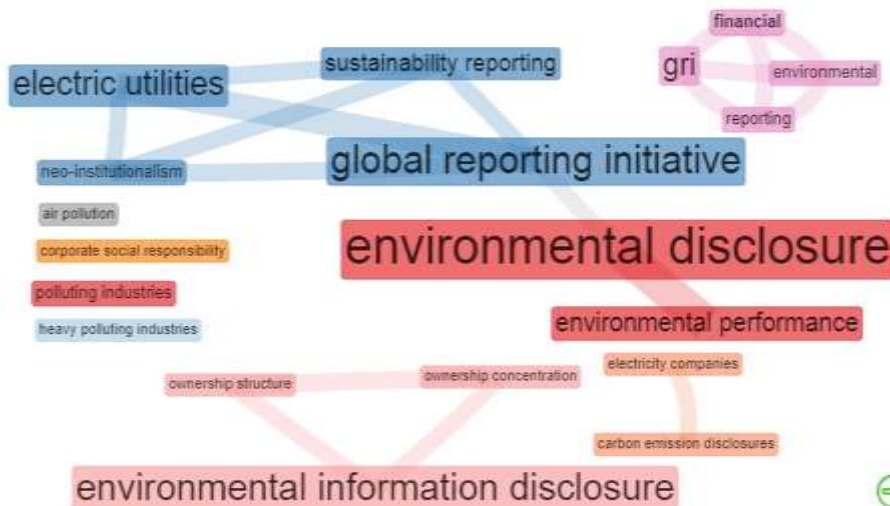 financial
sustainability reporting
gri
environmental
electric utilities
reporting
global reporting initiative
neo-institutionalism
air pollution
corporate social responsibility
environmental disclosure
polluting industries
environmental performance
heavy polluting industries
electricity companies
ownership structure
ownership concentration
carbon emission disclosures
environmental information disclosure